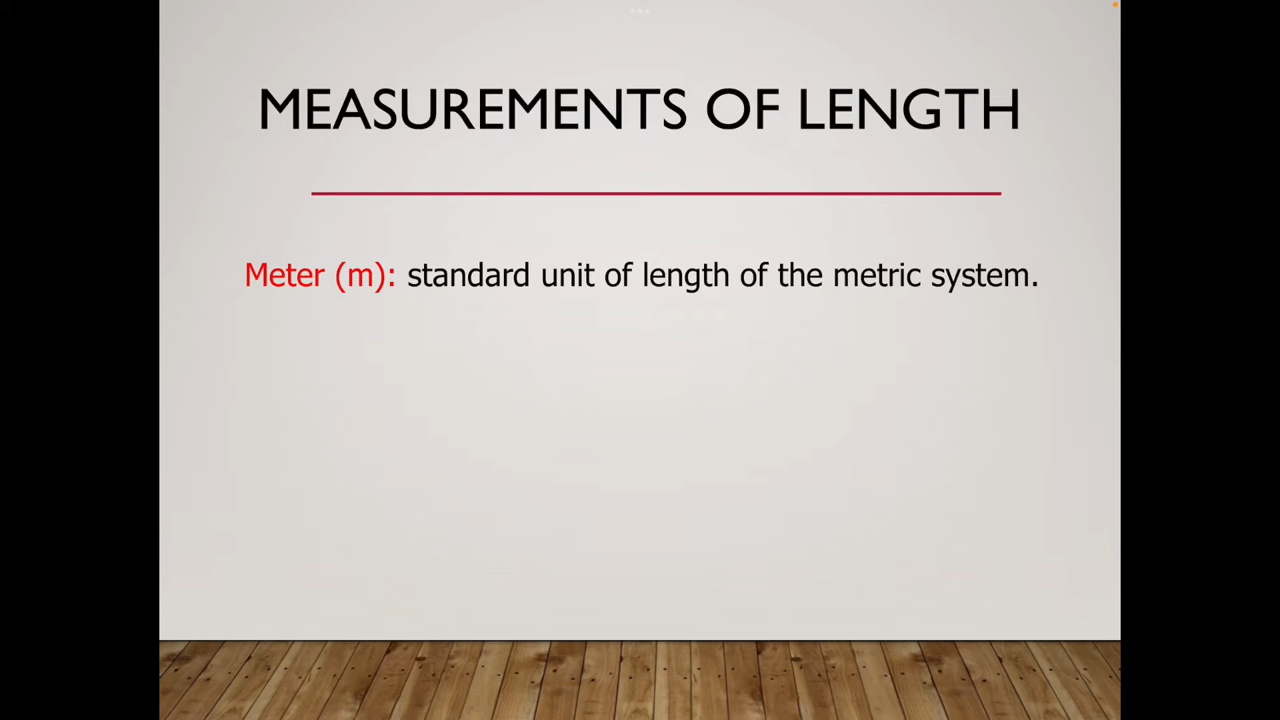 MEASUREMENTS OF LENGTH
Meter (m): standard unit of length of the metric system.